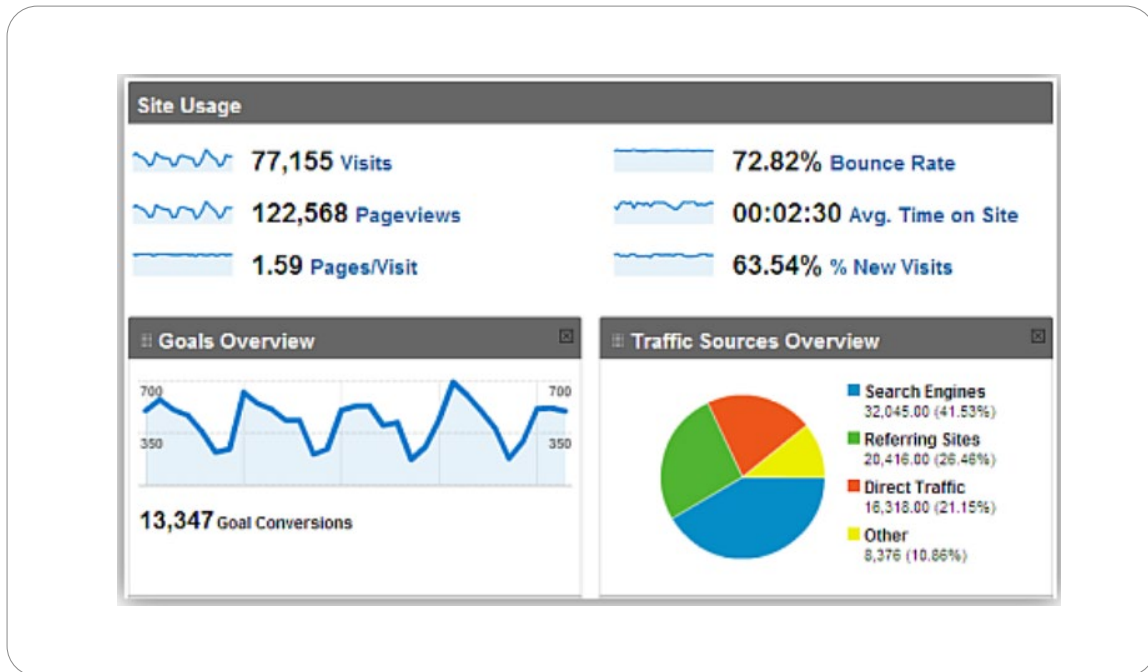 Site Usage
77,155 Visits
72.82% Bounce Rate
122,568 Pageviews
00:02:30 Avg. Time on Site
1.59 Pages/Visit
63.54% % New Visits
Goals Overview
700 700
350 350
13,347 Goal Conversions
Traffic Sources Overview
Search Engines
32,045.00 (41.53%)
Referring Sites
20,416.00 (26.46%)
Direct Traffic
16,318.00 (21.15%)
Other
8,376 (10.86%)